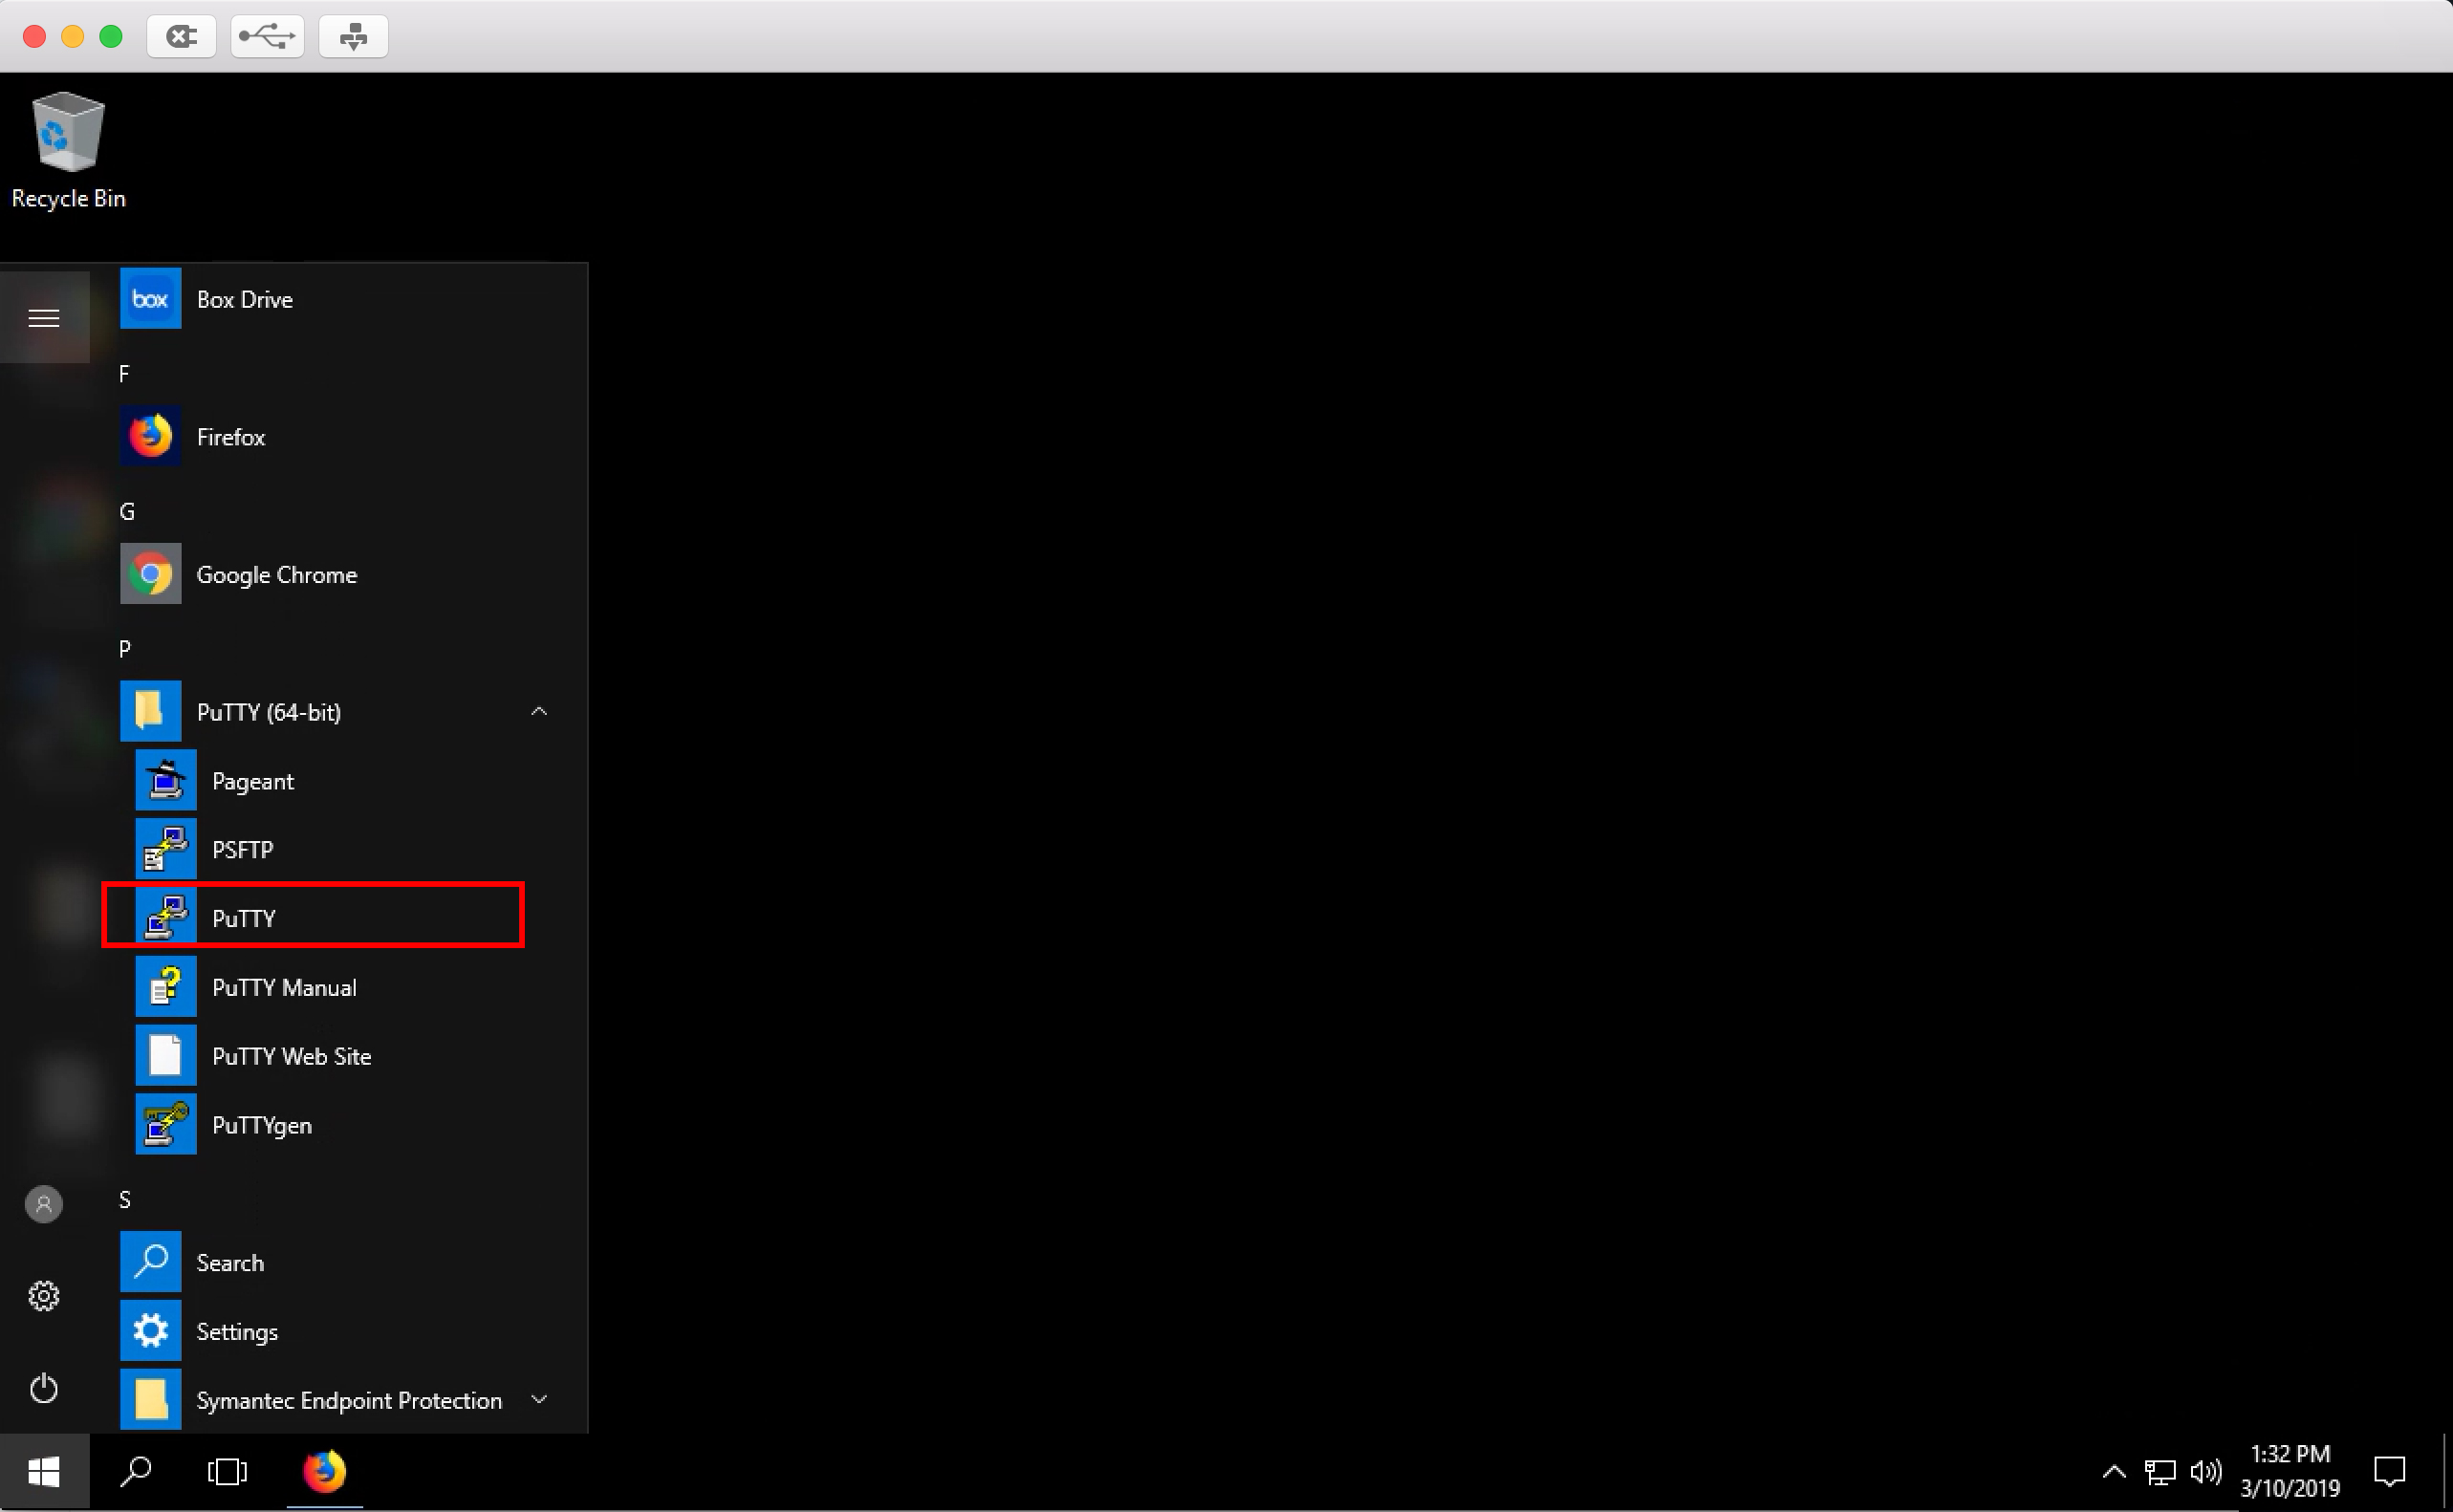 Recycle Bin
box
Box Drive
F
Firefox
G
Google Chrome
P
PuTTY (64-bit)
Pageant
PSFTP
PuTTY
PuTTY Manual
PuTTY Web Site
PuTTYgen
S
Search
Settings
Symantec Endpoint Protection
1:32 PM
3/10/2019